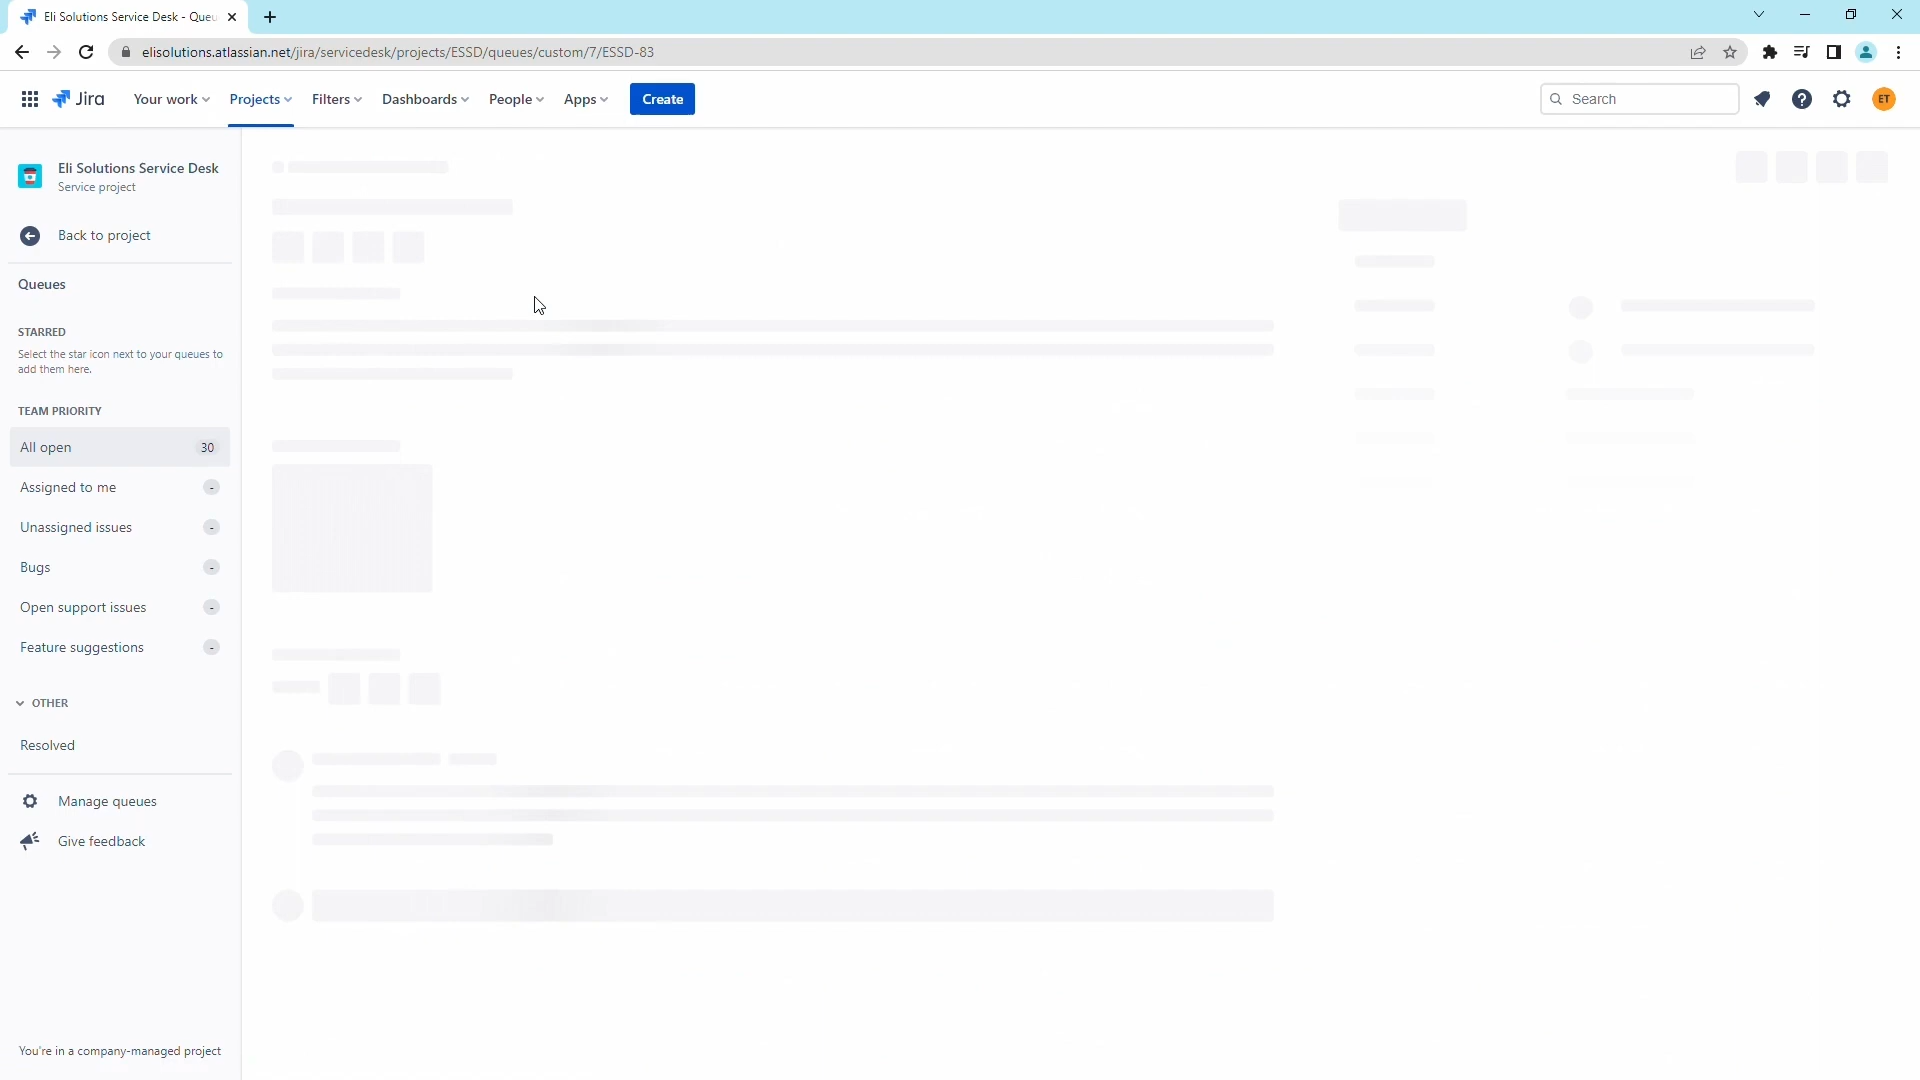 Eli Solutions Service Desk - Queu
elisolutions.atlassian.net/jira/servicedesk/projects/ESSD/queues/custom/7/ESSD-83
Jira
Your work
Projects
Filters
Dashboards
People
Apps
Create
Search
ET
Eli Solutions Service Desk
Service project
Back to project
Queues
STARRED
Select the star icon next to your queues to
add them here.
TEAM PRIORITY
All open 30
Assigned to me -
Unassigned issues -
Bugs -
Open support issues -
Feature suggestions -
OTHER
Resolved
Manage queues
Give feedback
You're in a company-managed project